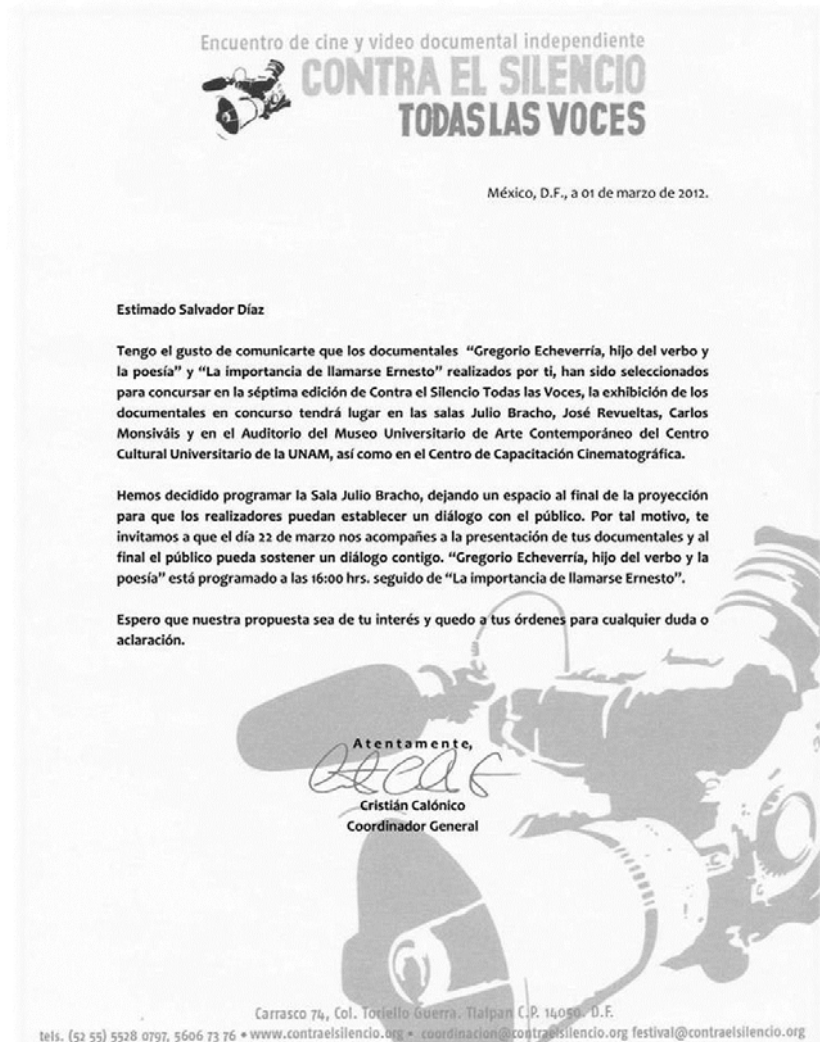 Encuentro de cine y video documental independiente
CONTRA EL SILENCIO
TODAS LAS VOCES
México, D.F., a 01 de marzo de 2012.
Estimado Salvador Díaz
Tengo el gusto de comunicarte que los documentales “Gregorio Echeverría, hijo del verbo y
la poesía” y “La importancia de llamarse Ernesto” realizados por ti, han sido seleccionados
para concursar en la séptima edición de Contra el Silencio Todas las Voces, la exhibición de los
documentales en concurso tendrá lugar en las salas Julio Bracho, José Revueltas, Carlos
Monsiváis y en el Auditorio del Museo Universitario de Arte Contemporáneo del Centro
Cultural Universitario de la UNAM, así como en el Centro de Capacitación Cinematográfica.
Hemos decidido programar la Sala Julio Bracho, dejando un espacio al final de la proyección
para que los realizadores puedan establecer un diálogo con el público. Por tal motivo, te
invitamos a que el día 22 de marzo nos acompañes a la presentación de tus documentales y al
final el público pueda sostener un diálogo contigo. “Gregorio Echeverría, hijo del verbo y la
poesía” está programado a las 16:00 hrs. seguido de “La importancia de llamarse Ernesto”.
Espero que nuestra propuesta sea de tu interés y quedo a tus órdenes para cualquier duda o
aclaración.
Atentamente,
Cristián Calónico
Coordinador General
Carrasco 74, Col. Toriello Guerra. Tlalpan C.P. 14050. D.F.
tels. (52 55) 5528 0797, 5606 73 76 • www.contraelsilencio.org • coordinacion@contraelsilencio.org festival@contraelsilencio.org